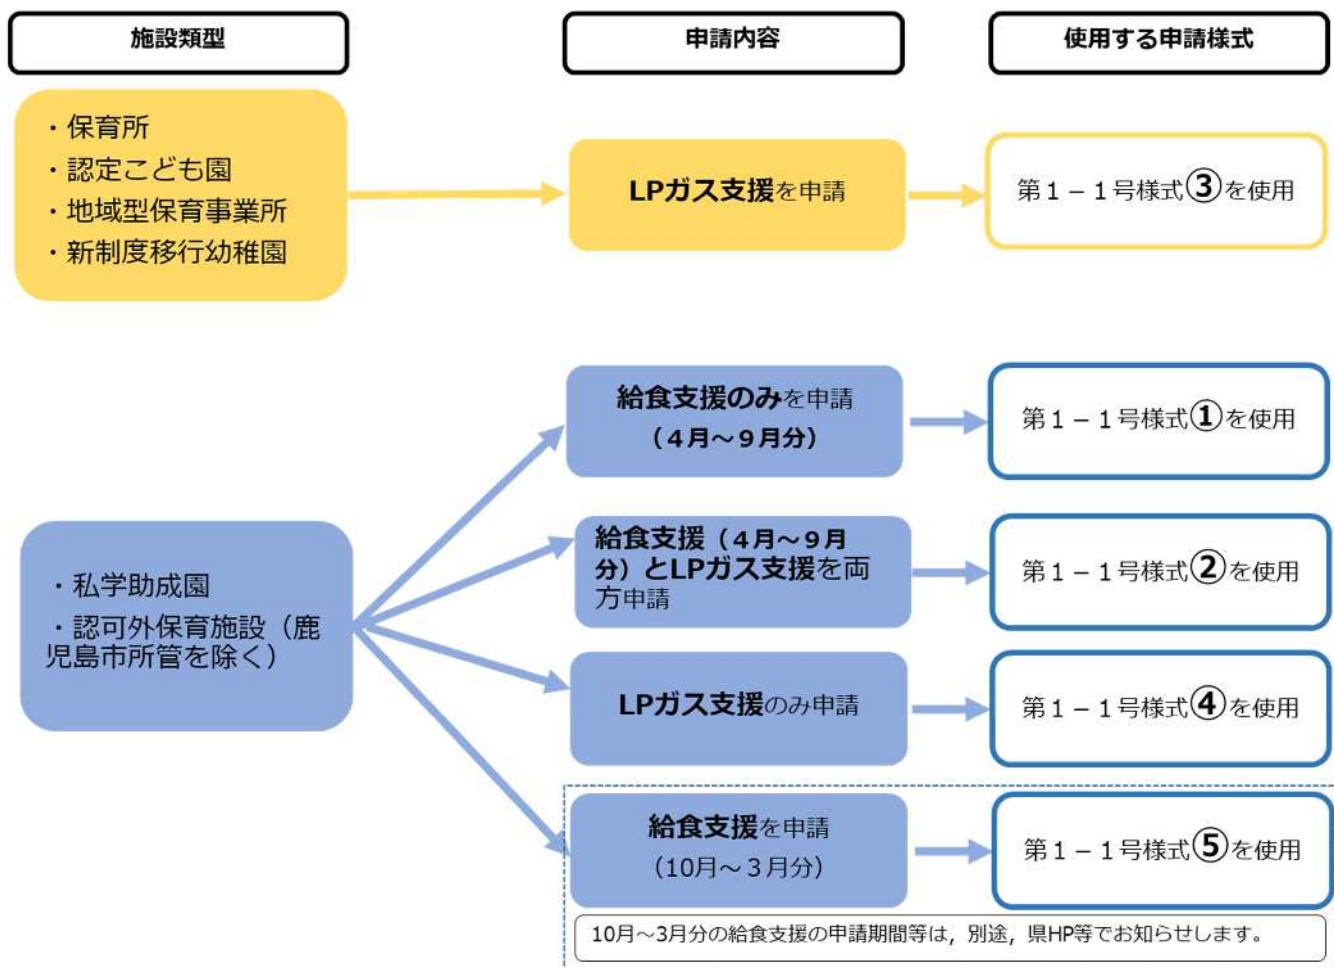 施設類型
申請内容
使用する申請様式
・保育所
・認定こども園
・地域型保育事業所
・新制度移行幼稚園
LPガス支援を申請
第1－1号様式③を使用
・私学助成園
・認可外保育施設（鹿
児島市所管を除く）
給食支援のみを申請
（4月～9月分）
第1－1号様式①を使用
給食支援（4月～9月
分）とLPガス支援を両
方申請
第1－1号様式②を使用
LPガス支援のみ申請
第1－1号様式④を使用
給食支援を申請
（10月～3月分）
第1－1号様式⑤を使用
10月～3月分の給食支援の申請期間等は，別途，県HP等でお知らせします。